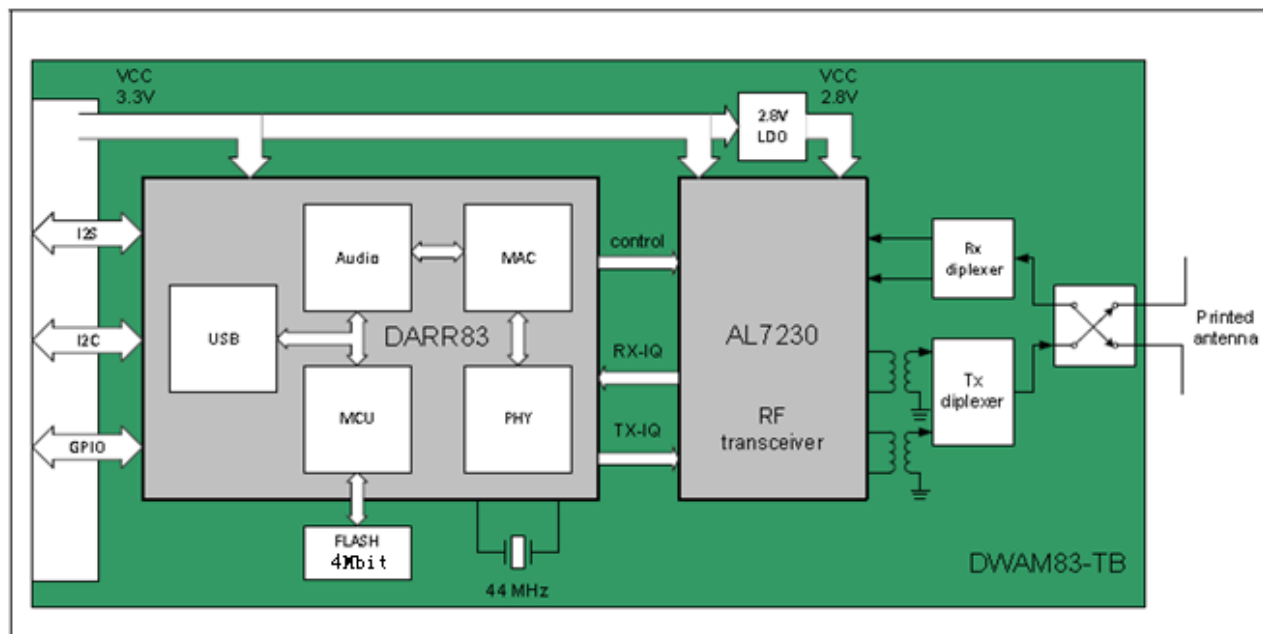 VCC
3.3V
VCC
2.8V
2.8V
LDO
I2S
I2C
GPIO
Audio
MAC
USB
DARR83
MCU
PHY
FLASH
4Mbit
44 MHz
control
RX-IQ
TX-IQ
AL7230
RF
transceiver
Rx
diplexer
Tx
diplexer
Printed
antenna
DWAM83-TB